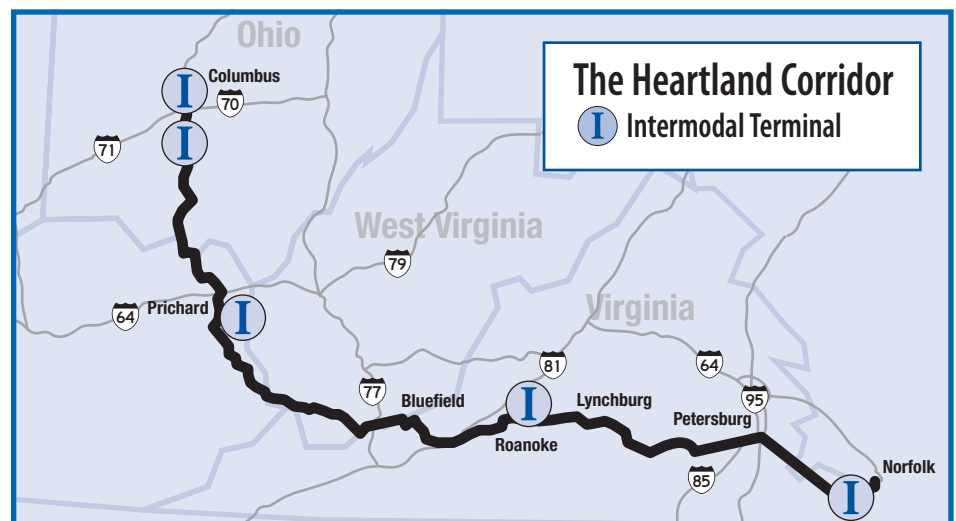 Ohio
The Heartland Corridor
I Intermodal Terminal
Columbus
I
70
71
I
West Virginia
79
Virginia
64
Prichard
I
81
64
77
95
Bluefield
I
Lynchburg
Petersburg
Roanoke
Norfolk
85
I